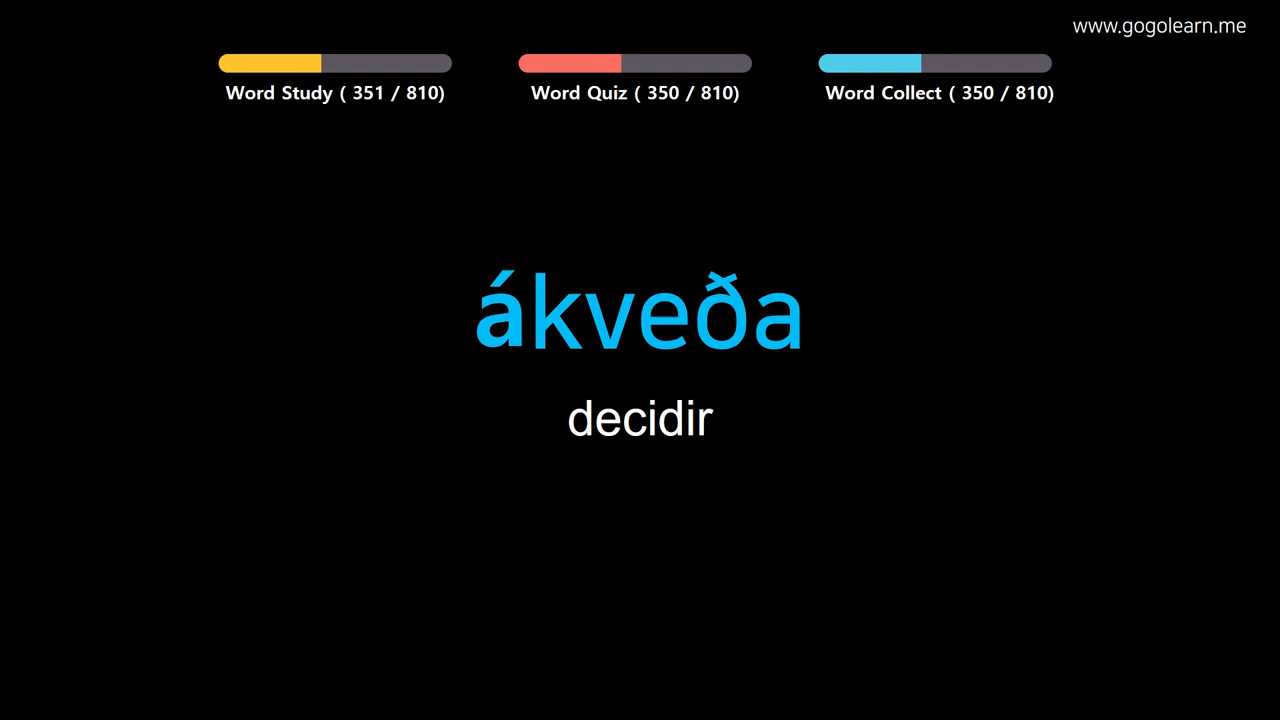 www.gogolearn.me
Word Study ( 351 / 810)
Word Quiz ( 350 / 810)
Word Collect ( 350 / 810)
ákveða
decidir